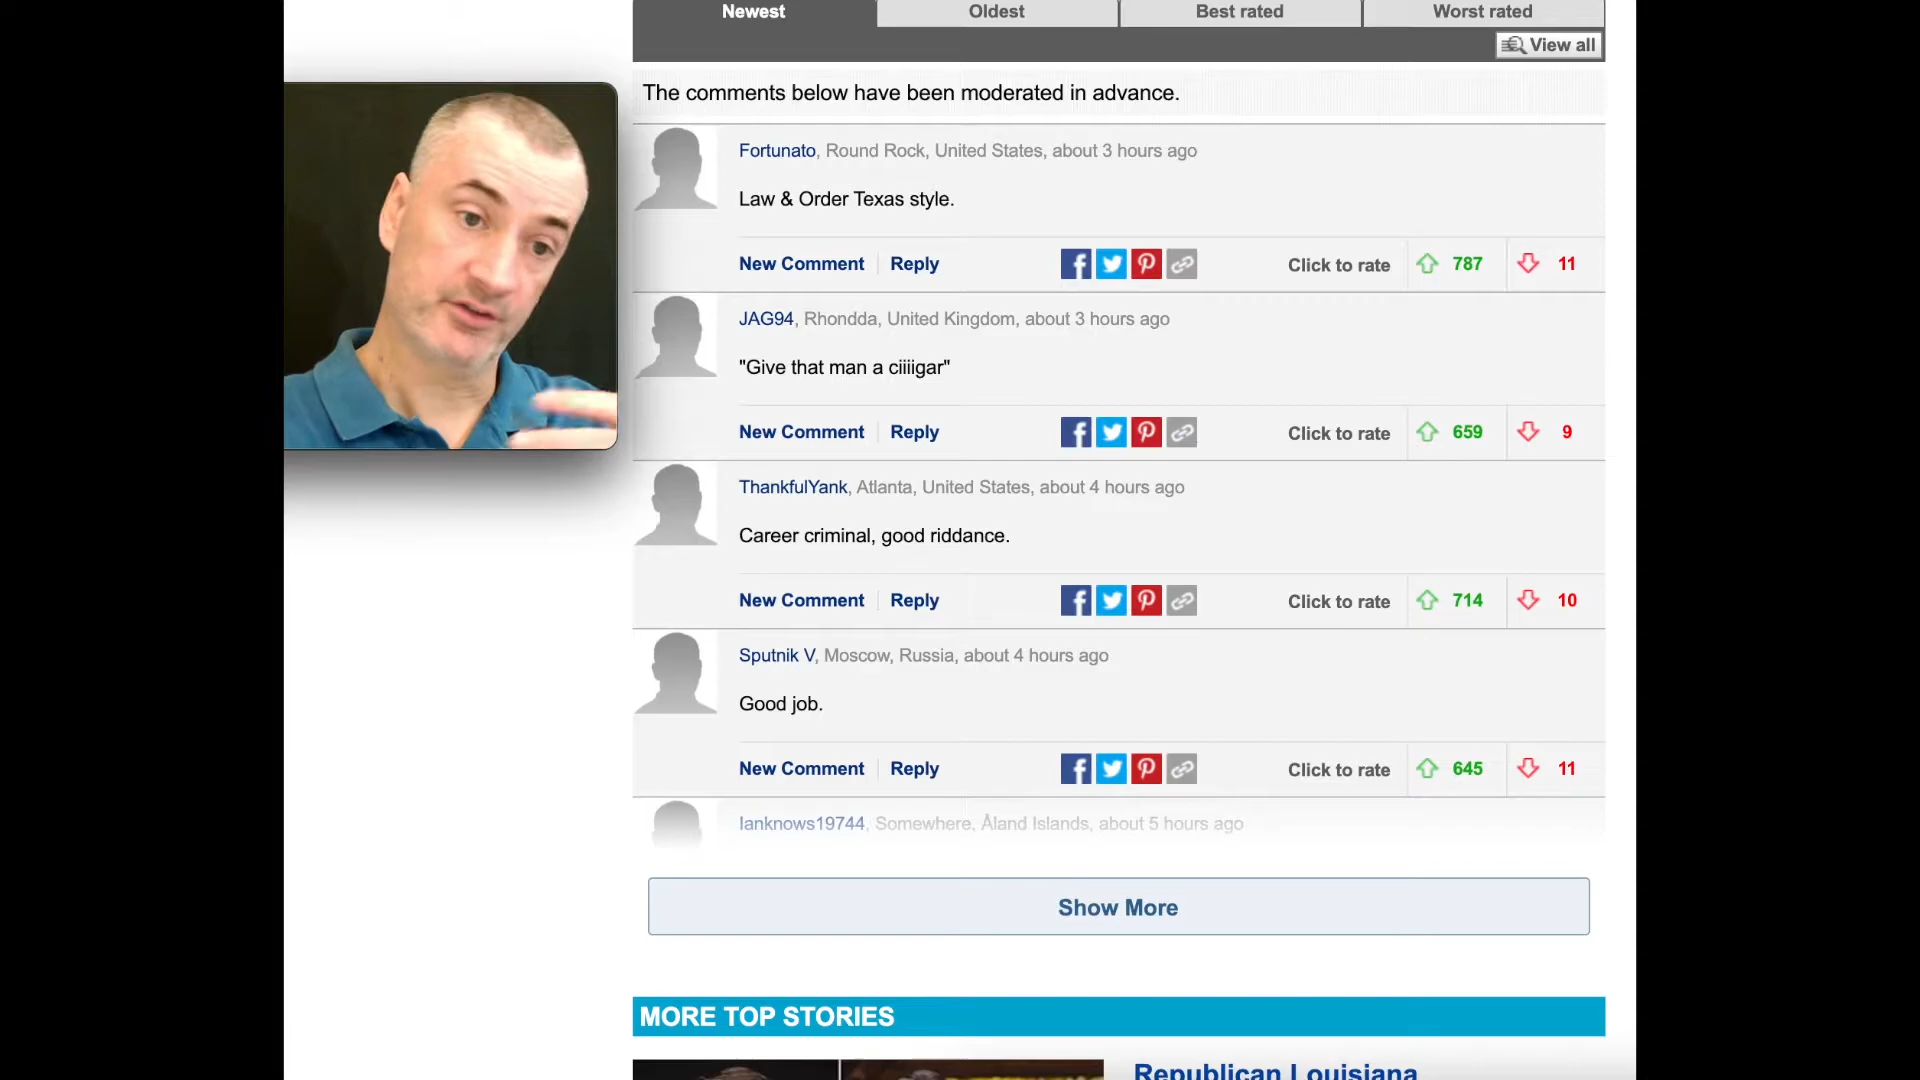 Newest Oldest Best rated Worst rated
View all
The comments below have been moderated in advance.
Fortunato, Round Rock, United States, about 3 hours ago
Law & Order Texas style.
New Comment Reply Click to rate 787 11
JAG94, Rhondda, United Kingdom, about 3 hours ago
"Give that man a ciiiigar"
New Comment Reply Click to rate 659 9
ThankfulYank, Atlanta, United States, about 4 hours ago
Career criminal, good riddance.
New Comment Reply Click to rate 714 10
Sputnik V, Moscow, Russia, about 4 hours ago
Good job.
New Comment Reply Click to rate 645 11
Ianknows19744, Somewhere, Åland Islands, about 5 hours ago
Show More
MORE TOP STORIES
Republican Louisiana